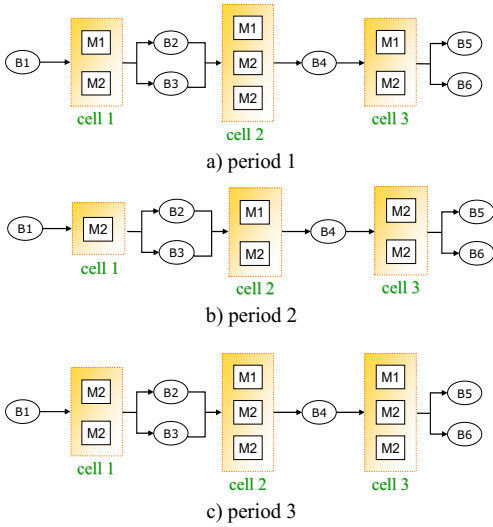 M1
M1
B2
M1
B5
B1
M2
B4
B3
M2
M2
B6
M2
cell 1
cell 3
cell 2
a) period 1
M2
B2
M1
B5
B1
M2
B4
B3
M2
M2
B6
cell 1
cell 2
cell 3
b) period 2
M1
M1
M2
B2
B5
B1
M2
B4
M2
B3
B6
M2
M2
M2
cell 1
cell 2
cell 3
c) period 3